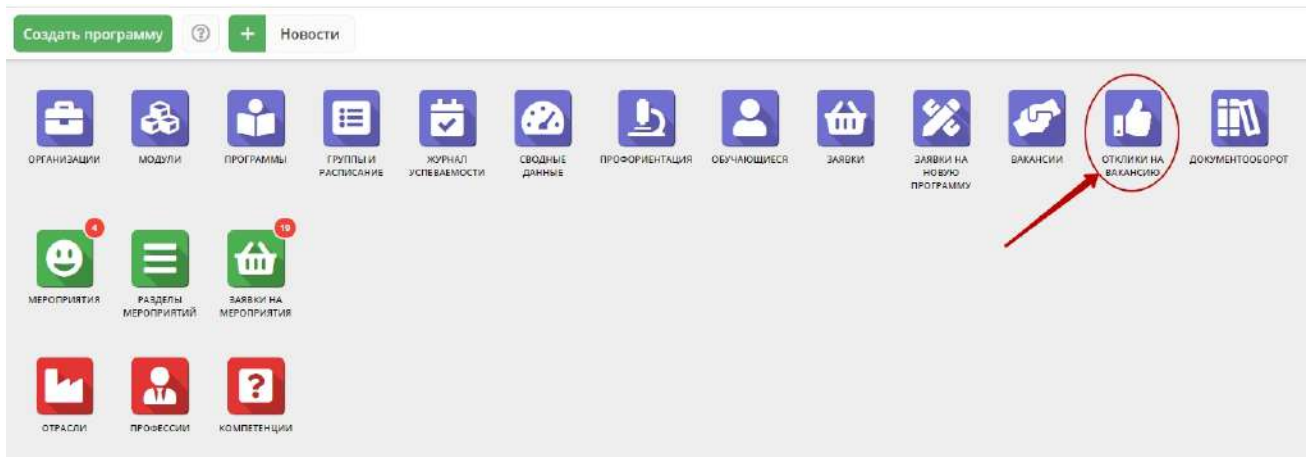 Создать программу ? + Новости
ОРГАНИЗАЦИИ
МОДУЛИ
ПРОГРАММЫ
ГРУППЫ И
РАСПИСАНИЕ
ЖУРНАЛ
УСПЕВАЕМОСТИ
СВОДНЫЕ
ДАННЫЕ
ПРОФОРИЕНТАЦИЯ
ОБУЧАЮЩИЕСЯ
ЗАЯВКИ
ЗАЯВКИ НА
НОВУЮ
ПРОГРАММУ
ВАКАНСИИ
ОТКЛИКИ НА
ВАКАНСИЮ
ДОКУМЕНТООБОРОТ
4
МЕРОПРИЯТИЯ
РАЗДЕЛЫ
МЕРОПРИЯТИЙ
19
ЗАЯВКИ НА
МЕРОПРИЯТИЯ
ОТРАСЛИ
ПРОФЕССИИ
?
КОМПЕТЕНЦИИ